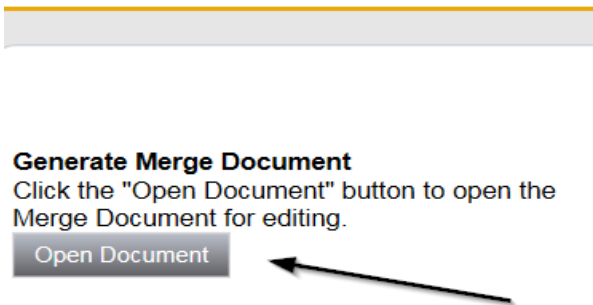 Generate Merge Document
Click the "Open Document" button to open the
Merge Document for editing.
Open Document